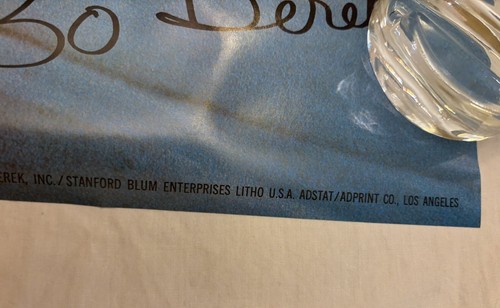 Bo Derek
EREK, INC./STANFORD BLUM ENTERPRISES LITHO U.S.A. ADSTAT/ADPRINT CO., LOS ANGELES